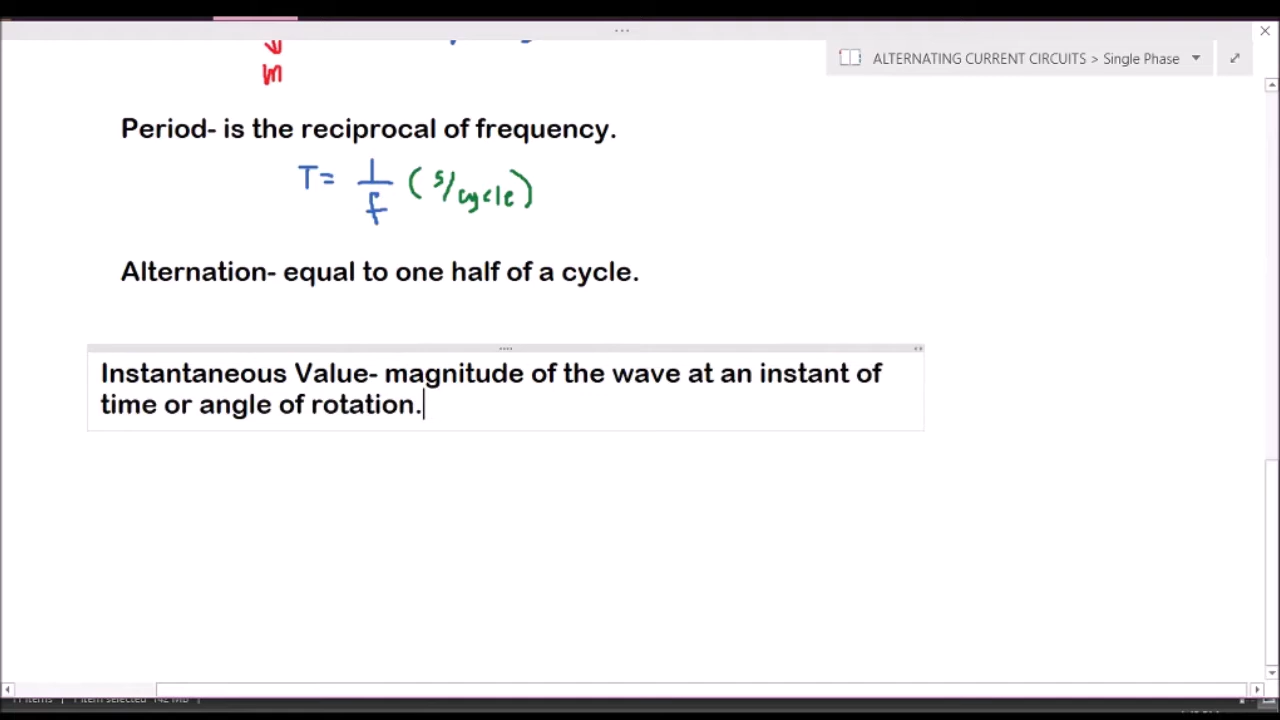 m
ALTERNATING CURRENT CIRCUITS > Single Phase
Period- is the reciprocal of frequency.
T= 1/f (s/cycle)
Alternation- equal to one half of a cycle.
Instantaneous Value- magnitude of the wave at an instant of
time or angle of rotation.